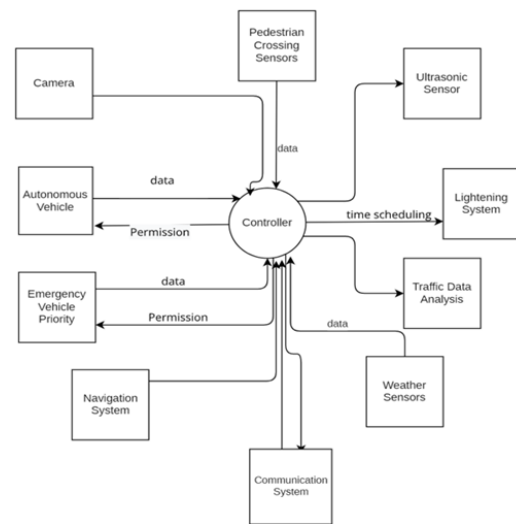 Pedestrian
Crossing
Sensors
Camera
Ultrasonic
Sensor
data
Autonomous
Vehicle
data
Permission
Controller
time scheduling
Lightening
System
Emergency
Vehicle
Priority
data
Permission
Traffic Data
Analysis
data
Navigation
System
Weather
Sensors
Communication
System